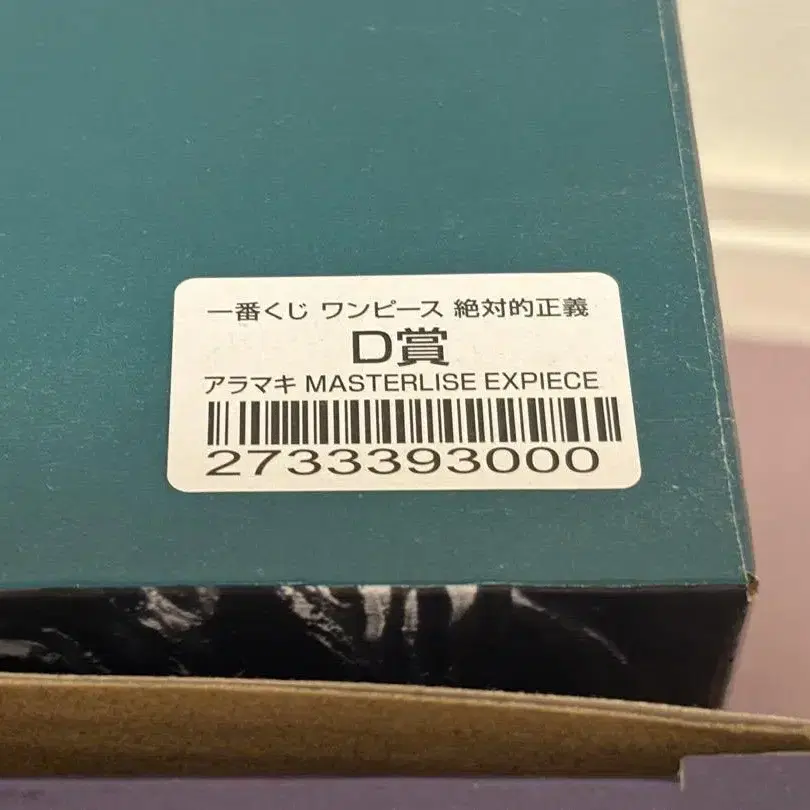 一番くじ ワンピース 絶対的正義
D賞
アラマキ MASTERLISE EXPIECE
2733393000